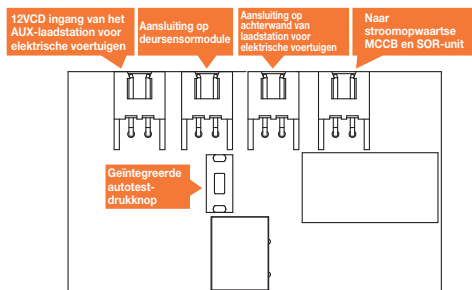 12VCD ingang van het
AUX-laadstation voor
elektrische voertuigen
Aansluiting op
deursensormodule
Aansluiting op
achterwand van
laadstation voor
elektrische voertuigen
Naar
stroomopwaartse
MCCB en SOR-unit
Geïntegreerde
autotest-
drukknop